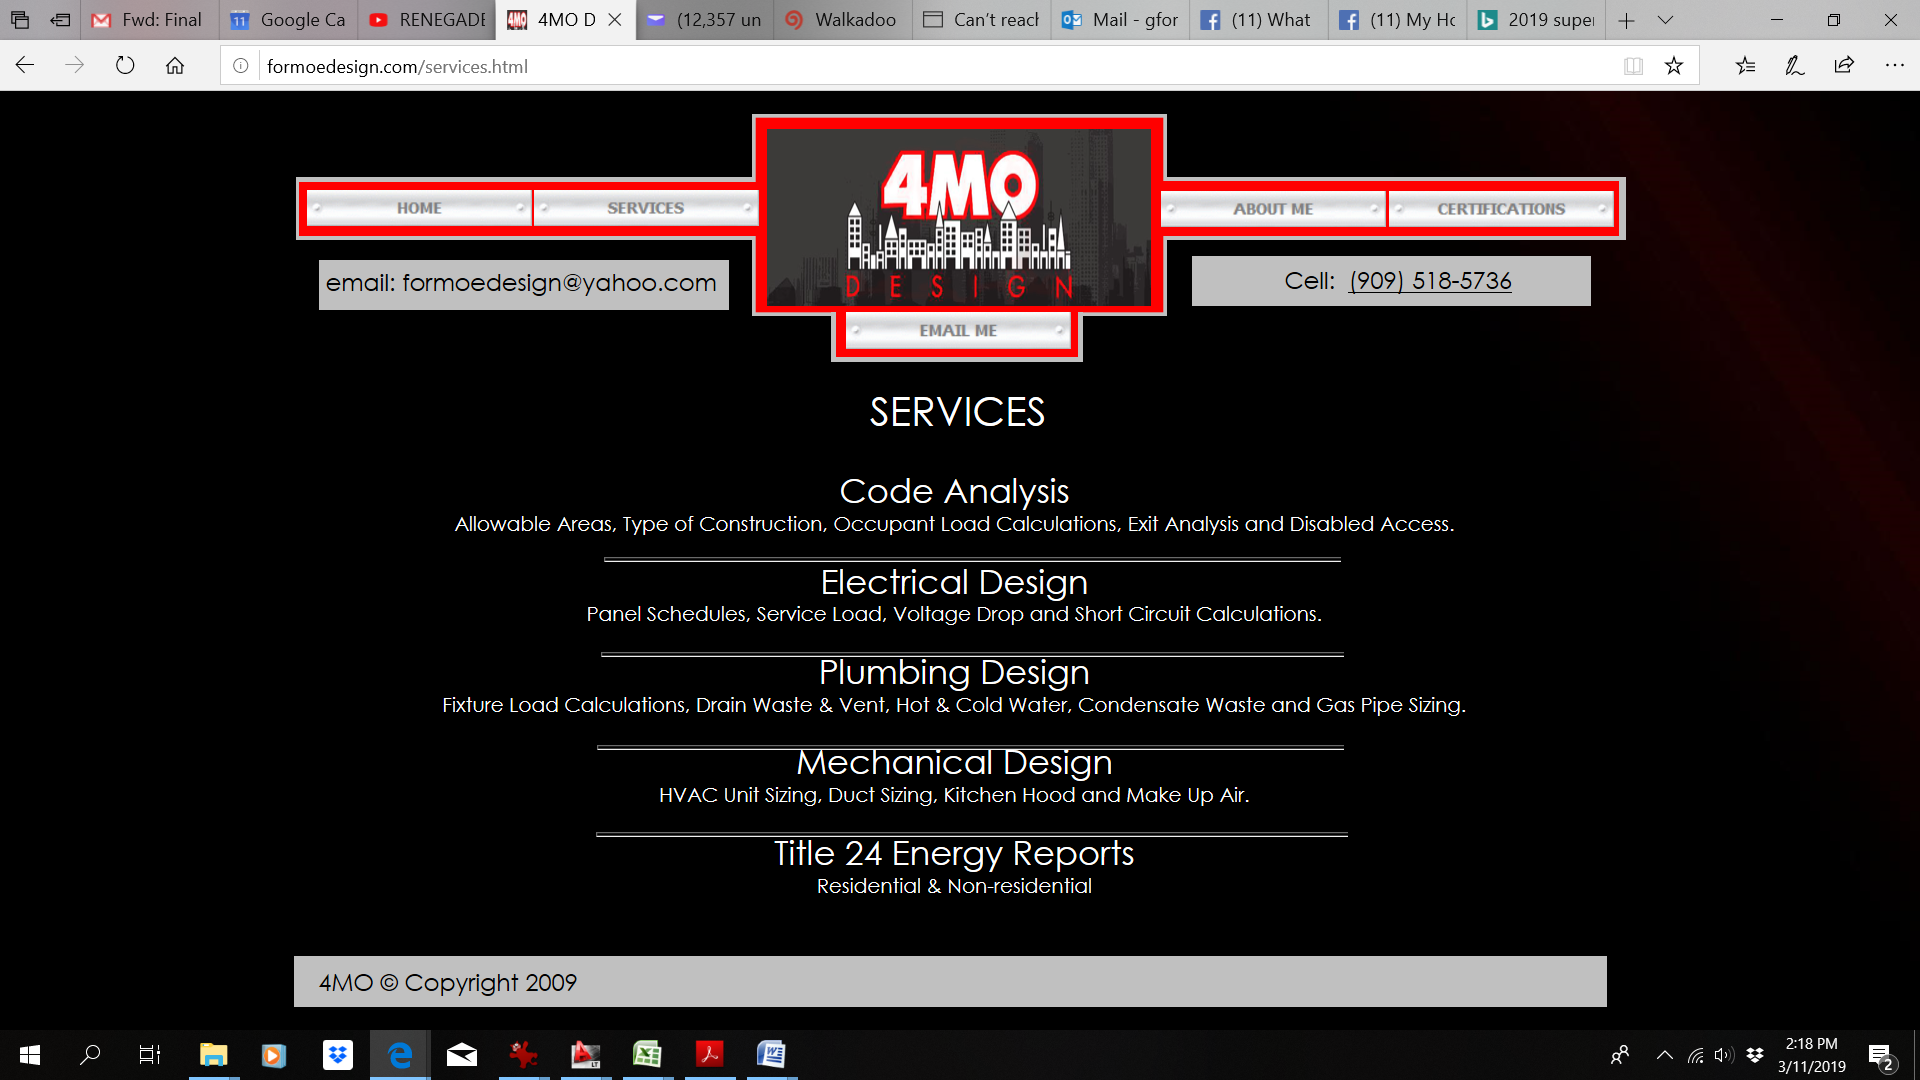 Fwd: Final
Google Ca
RENEGADE
4MO D
(12,357 un
Walkadoo
Can't reach
Mail - gfor
(11) What
(11) My Ho
2019 super
formoedesign.com/services.html
4MO
DESIGN
HOME
SERVICES
ABOUT ME
CERTIFICATIONS
email: formoedesign@yahoo.com
Cell: (909) 518-5736
EMAIL ME
SERVICES
Code Analysis
Allowable Areas, Type of Construction, Occupant Load Calculations, Exit Analysis and Disabled Access.
Electrical Design
Panel Schedules, Service Load, Voltage Drop and Short Circuit Calculations.
Plumbing Design
Fixture Load Calculations, Drain Waste & Vent, Hot & Cold Water, Condensate Waste and Gas Pipe Sizing.
Mechanical Design
HVAC Unit Sizing, Duct Sizing, Kitchen Hood and Make Up Air.
Title 24 Energy Reports
Residential & Non-residential
4MO © Copyright 2009
2:18 PM
3/11/2019
2